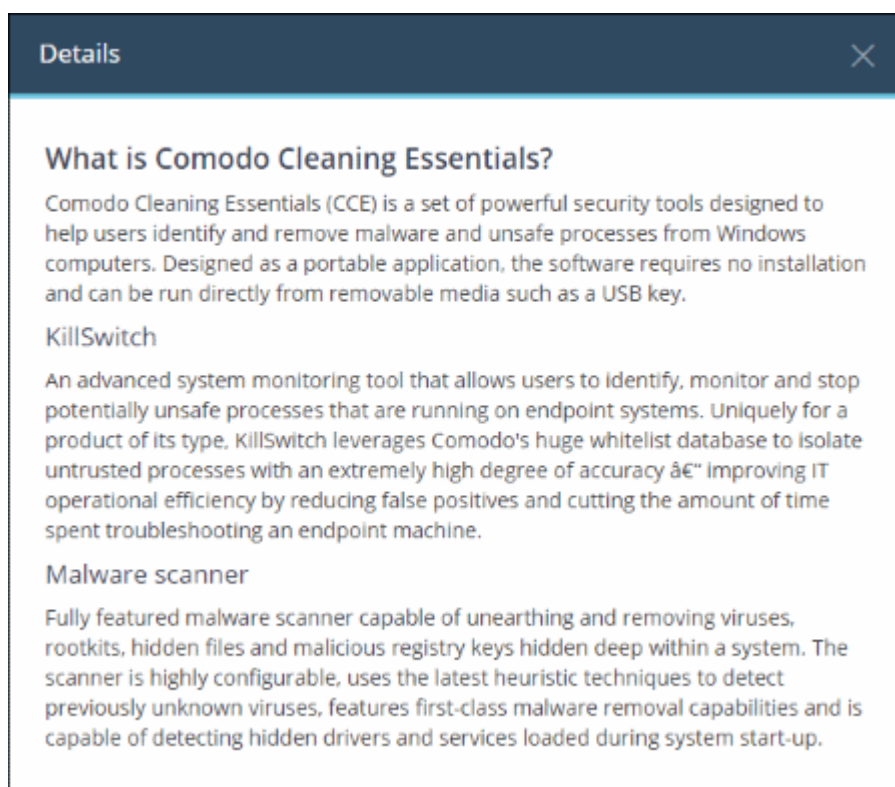 Details
What is Comodo Cleaning Essentials?
Comodo Cleaning Essentials (CCE) is a set of powerful security tools designed to
help users identify and remove malware and unsafe processes from Windows
computers. Designed as a portable application, the software requires no installation
and can be run directly from removable media such as a USB key.
KillSwitch
An advanced system monitoring tool that allows users to identify, monitor and stop
potentially unsafe processes that are running on endpoint systems. Uniquely for a
product of its type, KillSwitch leverages Comodo's huge whitelist database to isolate
untrusted processes with an extremely high degree of accuracy â€“ improving IT
operational efficiency by reducing false positives and cutting the amount of time
spent troubleshooting an endpoint machine.
Malware scanner
Fully featured malware scanner capable of unearthing and removing viruses,
rootkits, hidden files and malicious registry keys hidden deep within a system. The
scanner is highly configurable, uses the latest heuristic techniques to detect
previously unknown viruses, features first-class malware removal capabilities and is
capable of detecting hidden drivers and services loaded during system start-up.